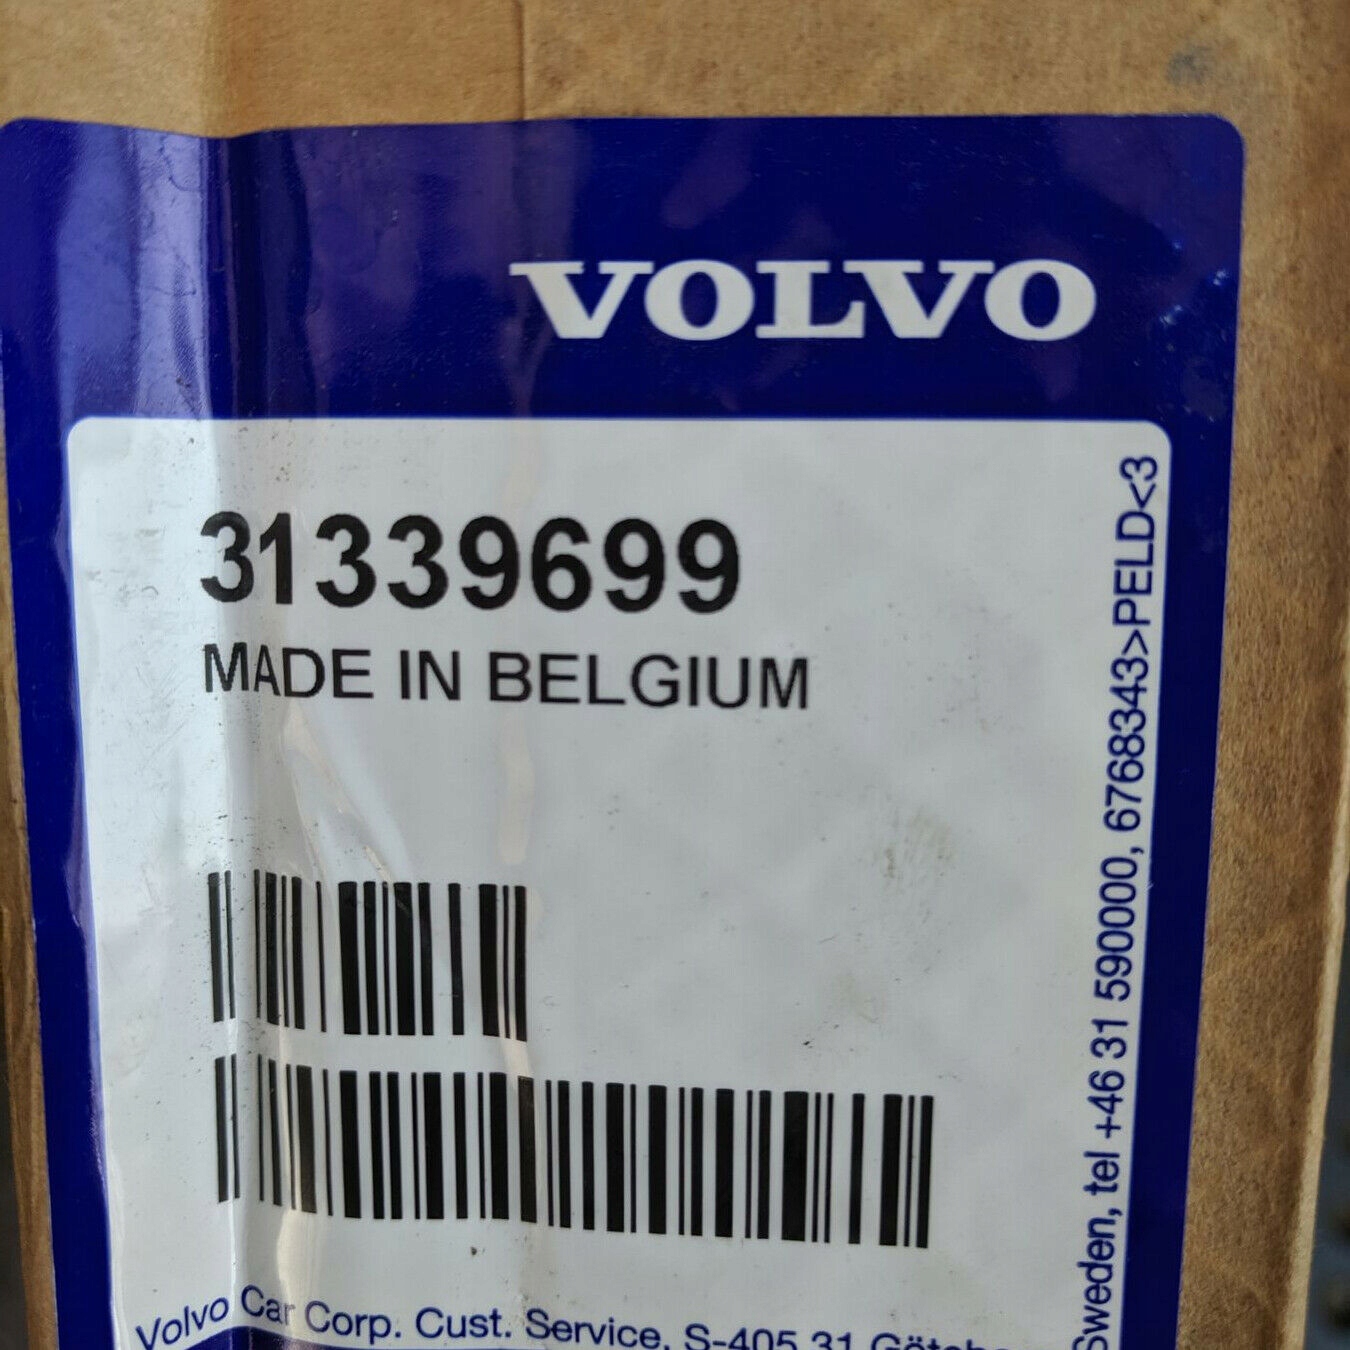 VOLVO
31339699
MADE IN BELGIUM
Volvo Car Corp. Cust. Service, S-405 31
Sweden, tel +46 31 590000, 6768343>PELD<3